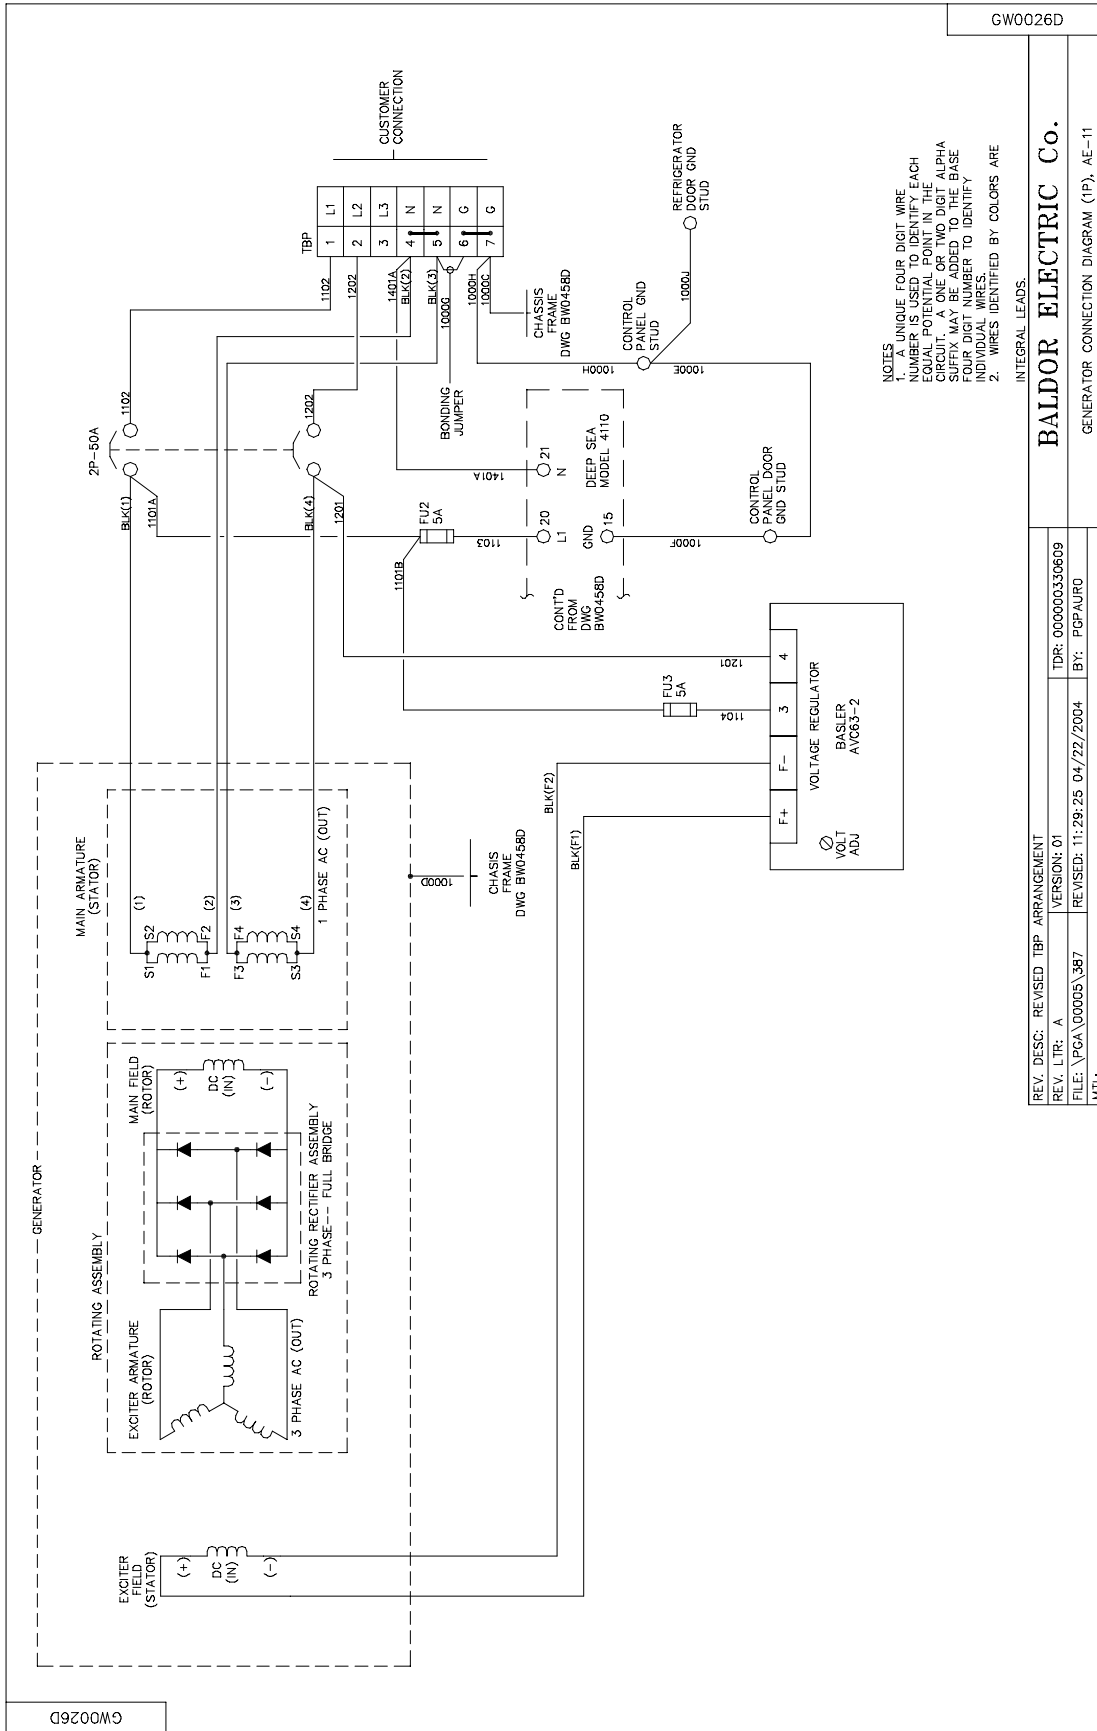 GW0026D
GENERATOR
ROTATING ASSEMBLY
EXCITER
FIELD
(STATOR)
(+)
DC
(IN)
(-)
EXCITER ARMATURE
(ROTOR)
3 PHASE AC (OUT)
MAIN FIELD
(ROTOR)
(+)
DC
(IN)
(-)
ROTATING RECTIFIER ASSEMBLY
3 PHASE-- FULL BRIDGE
MAIN ARMATURE
(STATOR)
S1 S2
(1)
F1 F2
(2)
F3 F4
(3)
S3 S4
(4)
1 PHASE AC (OUT)
1000D
CHASIS
FRAME
DWG BW0458D
BLK(F2)
BLK(F1)
2P-50A
BLK(1)
1101A
1102
BLK(4)
1201
1202
1101B
FU2
5A
1103
1401A
20
L1
21
N
GND
15
DEEP SEA
MODEL 4110
CONT'D
FROM
DWG
BW0458D
BONDING
JUMPER
TBP
1 L1
2 L2
3 L3
4 N
5 N
6 G
7 G
1102
1202
1401A
BLK(2)
BLK(3)
1000G
1000H
1000C
CUSTOMER
CONNECTION
CHASSIS
FRAME
DWG BW0458D
1000H
CONTROL
PANEL GND
STUD
1000E
1000J
REFRIGERATOR
DOOR GND
STUD
1000F
CONTROL
PANEL DOOR
GND STUD
1201
FU3
5A
1104
F+
F-
3
4
VOLTAGE REGULATOR
BASLER
AVC63-2
VOLT
ADJ
NOTES
1. A UNIQUE FOUR DIGIT WIRE
NUMBER IS USED TO IDENTIFY EACH
EQUAL POTENTIAL POINT IN THE
CIRCUIT. A ONE OR TWO DIGIT ALPHA
SUFFIX MAY BE ADDED TO THE BASE
FOUR DIGIT NUMBER TO IDENTIFY
INDIVIDUAL WIRES.
2. WIRES IDENTIFIED BY COLORS ARE
INTEGRAL LEADS.
REV. DESC: REVISED TBP ARRANGEMENT
REV. LTR: A
VERSION: 01
TDR: 000000330609
FILE: \PGA\00005\387
REVISED: 11:29:25 04/22/2004
BY: PGPAUR0
MTL:
BALDOR ELECTRIC Co.
GENERATOR CONNECTION DIAGRAM (1P), AE-11
GW0026D